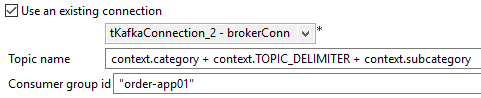 Use an existing connection
tKafkaConnection_2 - brokerConn *
Topic name context.category + context.TOPIC_DELIMITER + context.subcategory
Consumer group id "order-app01"